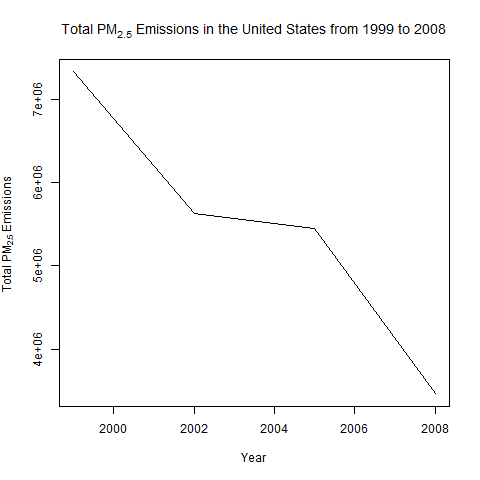 Total PM2.5 Emissions in the United States from 1999 to 2008
Total PM2.5 Emissions
7e+06
6e+06
5e+06
4e+06
2000 2002 2004 2006 2008
Year